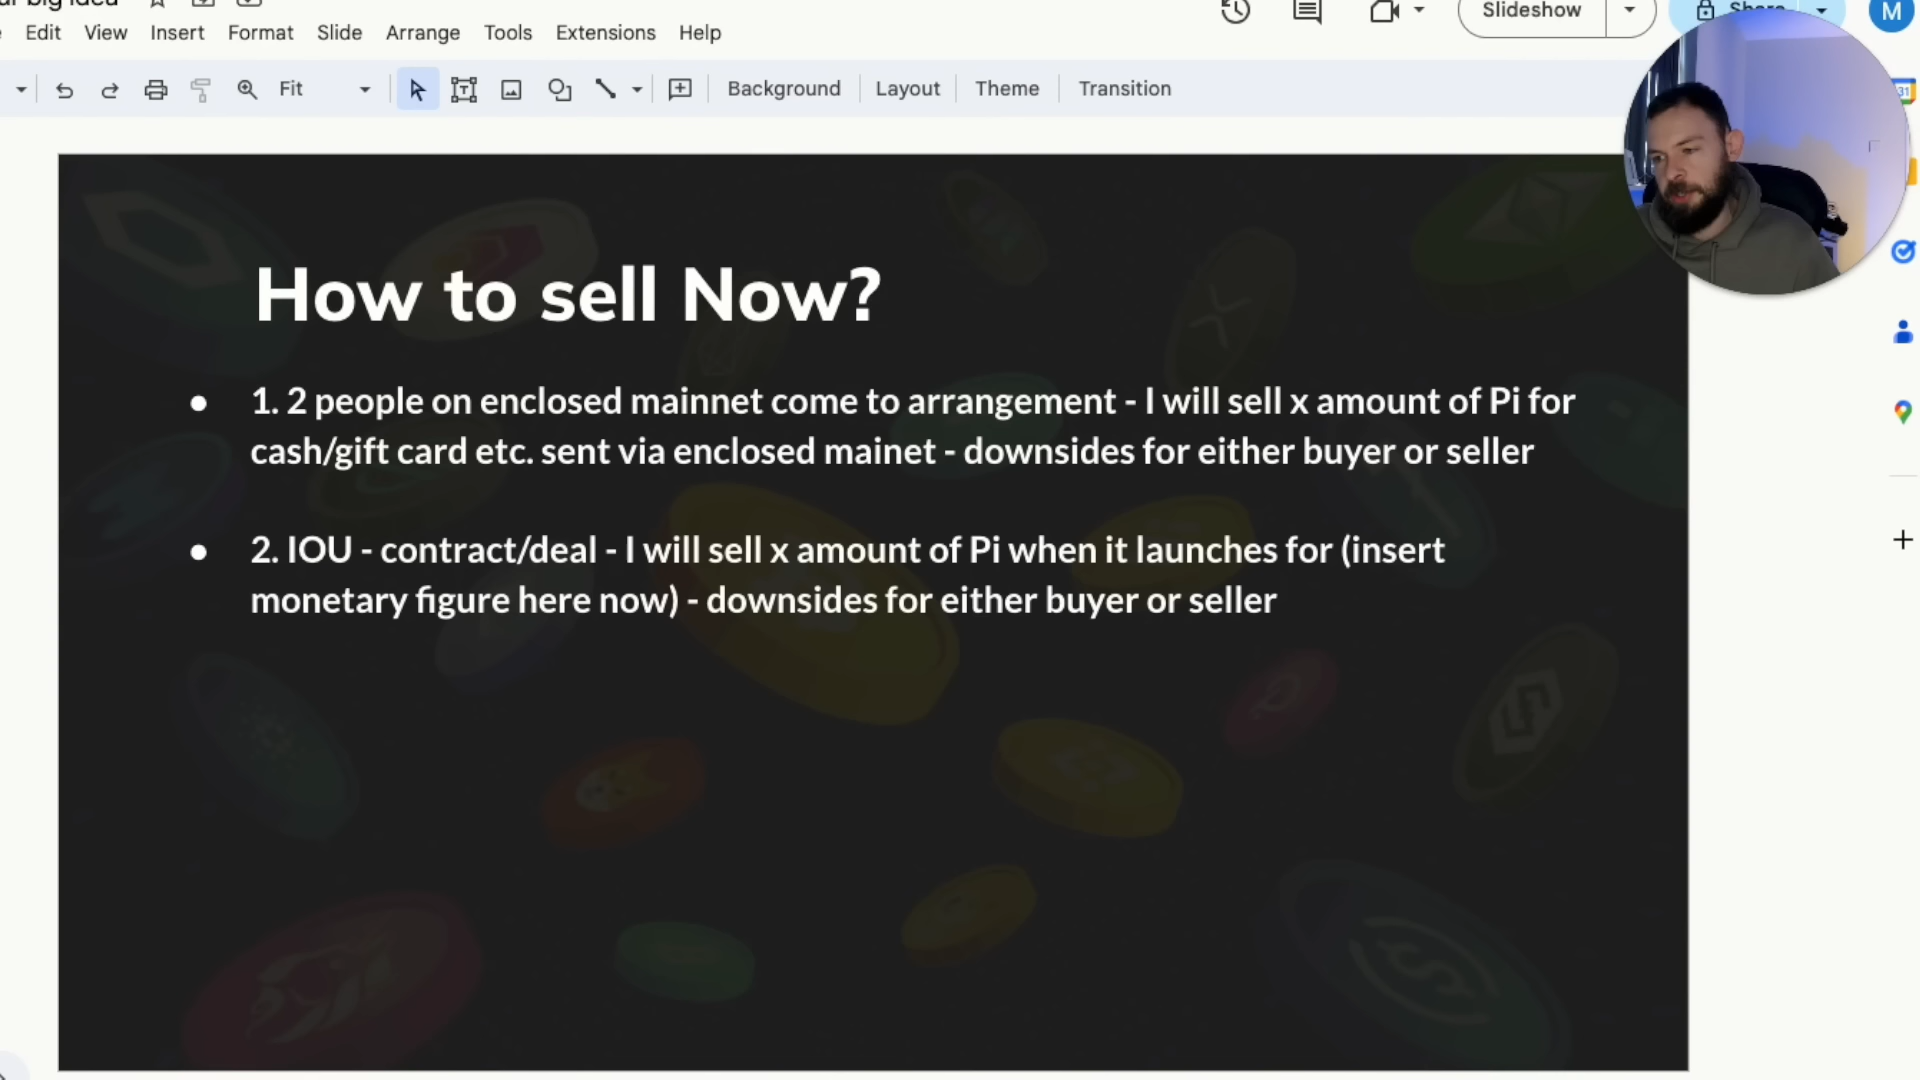 Edit View Insert Format Slide Arrange Tools Extensions Help
Slideshow
M
Fit
Background Layout Theme Transition
31
How to sell Now?
● 1. 2 people on enclosed mainnet come to arrangement - I will sell x amount of Pi for
cash/gift card etc. sent via enclosed mainet - downsides for either buyer or seller
● 2. IOU - contract/deal - I will sell x amount of Pi when it launches for (insert
monetary figure here now) - downsides for either buyer or seller